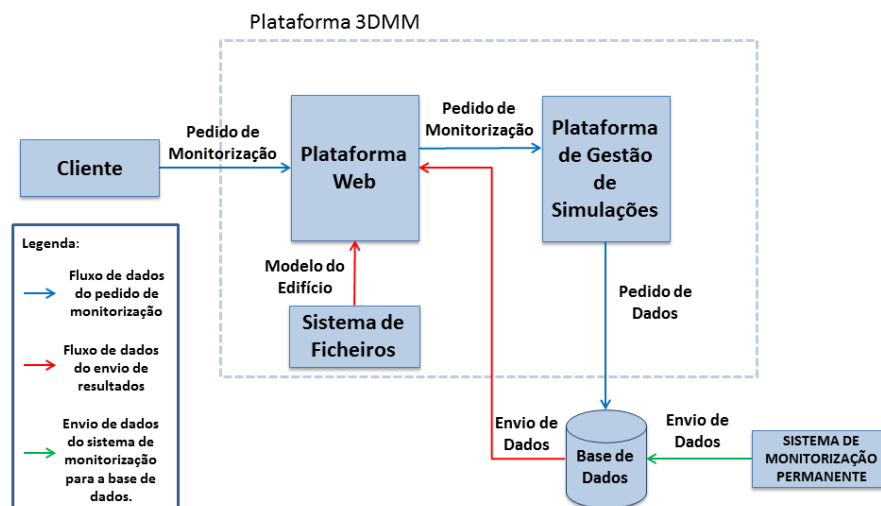 Plataforma 3DMM
Cliente
Pedido de
Monitorização
Plataforma
Web
Pedido de
Monitorização
Plataforma
de Gestão
de
Simulações
Modelo do
Edifício
Sistema de
Ficheiros
Pedido de
Dados
Envio de
Dados
Base de
Dados
Envio de
Dados
SISTEMA DE
MONITORIZAÇÃO
PERMANENTE
Legenda:
Fluxo de dados
do pedido de
monitorização
Fluxo de dados
do envio de
resultados
Envio de dados
do sistema de
monitorização
para a base de
dados.